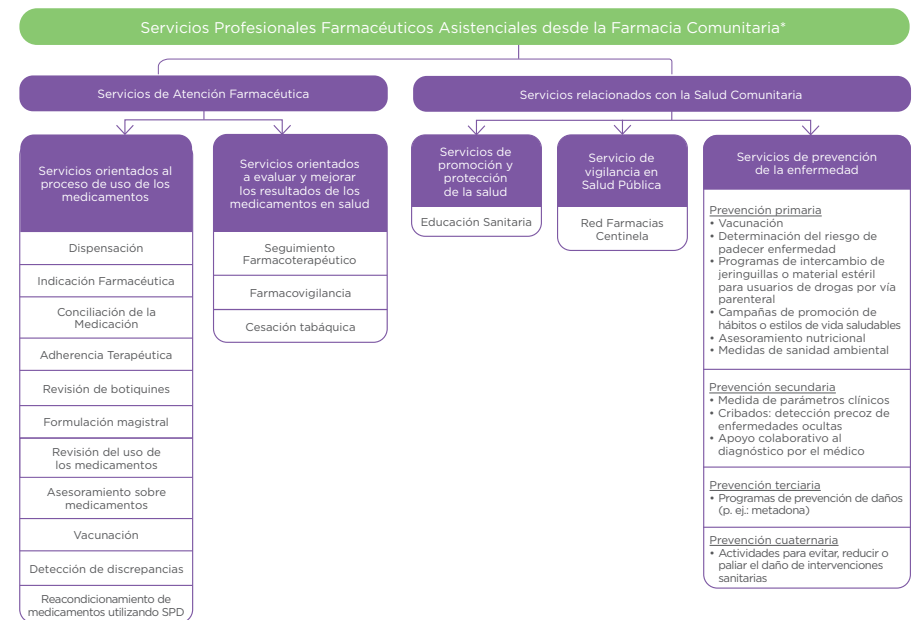 Servicios Profesionales Farmacéuticos Asistenciales desde la Farmacia Comunitaria*
Servicios de Atención Farmacéutica
Servicios relacionados con la Salud Comunitaria
Servicios orientados al
proceso de uso de los
medicamentos
Dispensación
Indicación Farmacéutica
Conciliación de la
Medicación
Adherencia Terapéutica
Revisión de botiquines
Formulación magistral
Revisión del uso de
los medicamentos
Asesoramiento sobre
medicamentos
Vacunación
Detección de discrepancias
Reacondicionamiento de
medicamentos utilizando SPD
Servicios orientados
a evaluar y mejorar
los resultados de los
medicamentos en salud
Seguimiento
Farmacoterapéutico
Farmacovigilancia
Cesación tabáquica
Servicios de
promoción y
protección
de la salud
Educación Sanitaria
Servicio de
vigilancia en
Salud Pública
Red Farmacias
Centinela
Servicios de prevención
de la enfermedad
Prevención primaria
• Vacunación
• Determinación del riesgo de
padecer enfermedad
• Programas de intercambio de
jeringuillas o material estéril
para usuarios de drogas por vía
parenteral
• Campañas de promoción de
hábitos o estilos de vida saludables
• Asesoramiento nutricional
• Medidas de sanidad ambiental
Prevención secundaria
• Medida de parámetros clínicos
• Cribados: detección precoz de
enfermedades ocultas
• Apoyo colaborativo al
diagnóstico por el médico
Prevención terciaria
• Programas de prevención de daños
(p. ej.: metadona)
Prevención cuaternaria
• Actividades para evitar, reducir o
paliar el daño de intervenciones
sanitarias